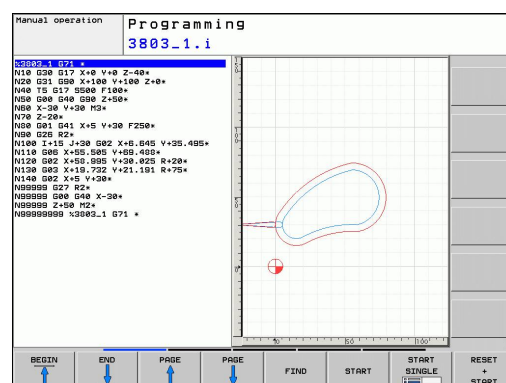 Manual operation
Programming
3803_1.i
%3803_1 G71 *
N10 G30 G17 X+0 Y+0 Z-40*
N20 G31 G90 X+100 Y+100 Z+0*
N40 T5 G17 S500 F100*
N50 G00 G40 G90 Z+50*
N60 X-30 Y+30 M3*
N70 Z-20*
N80 G01 G41 X+5 Y+30 F250*
N90 G26 R2*
N100 I+15 J+30 G02 X+6.645 Y+35.495*
N110 G06 X+55.505 Y+69.488*
N120 G02 X+58.995 Y+30.025 R+20*
N130 G03 X+19.732 Y+21.191 R+75*
N140 G02 X+5 Y+30*
N99999 G27 R2*
N99999 G00 G40 X-30*
N99999 Z+50 M2*
N99999999 %3803_1 G71 *
0
50
100
BEGIN
END
PAGE
PAGE
FIND
START
START SINGLE
RESET + START